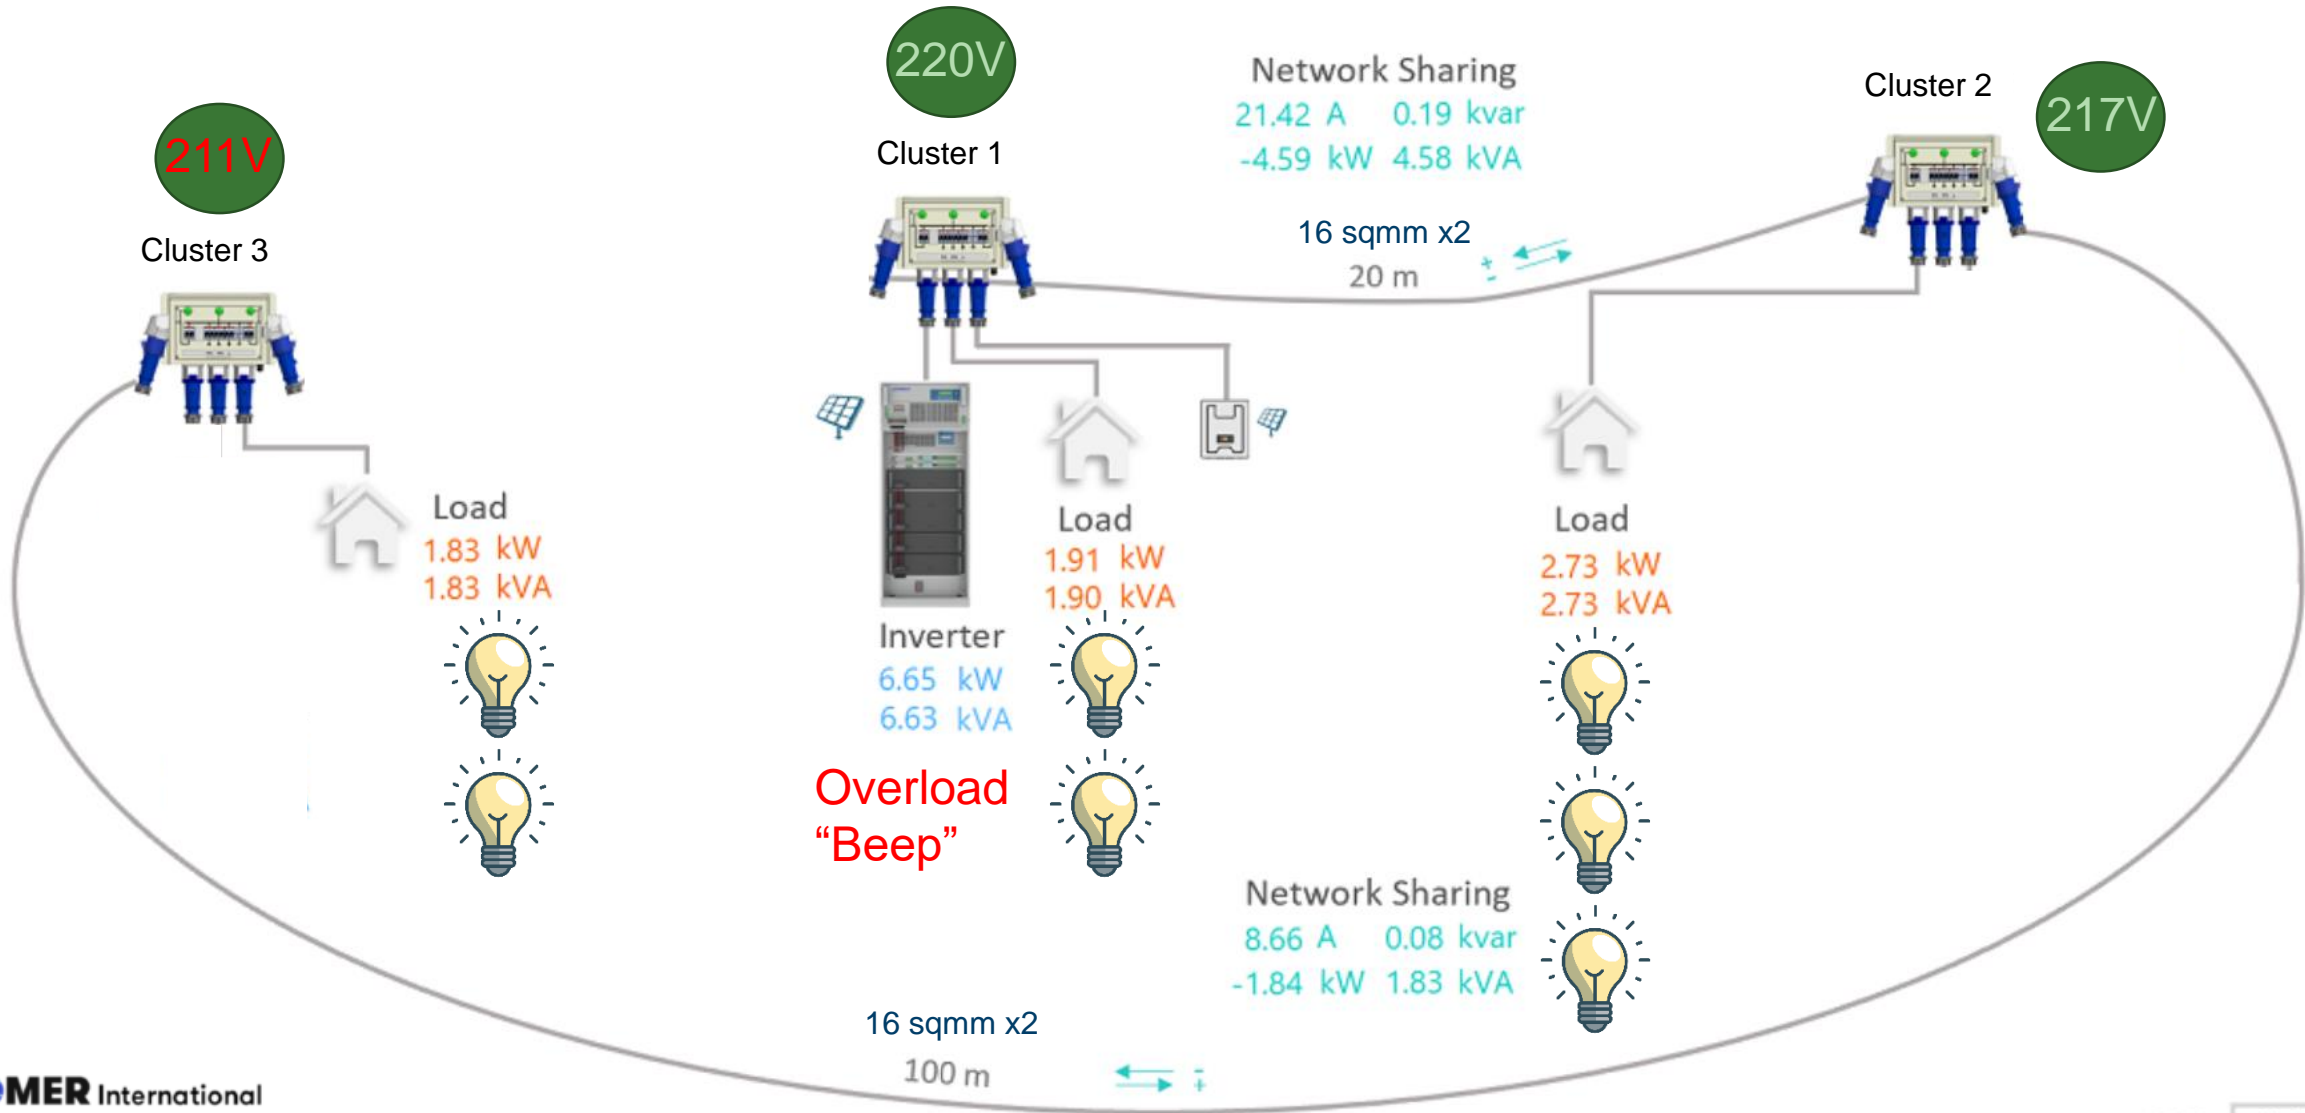 220V
Cluster 1
Network Sharing
21.42 A 0.19 kvar
-4.59 kW 4.58 kVA
16 sqmm x2
20 m
+
-
Cluster 2
217V
211V
Cluster 3
Load
1.83 kW
1.83 kVA
Inverter
6.65 kW
6.63 kVA
Overload
“Beep”
Load
1.91 kW
1.90 kVA
Load
2.73 kW
2.73 kVA
Network Sharing
8.66 A 0.08 kvar
-1.84 kW 1.83 kVA
16 sqmm x2
100 m
-
+
MER International